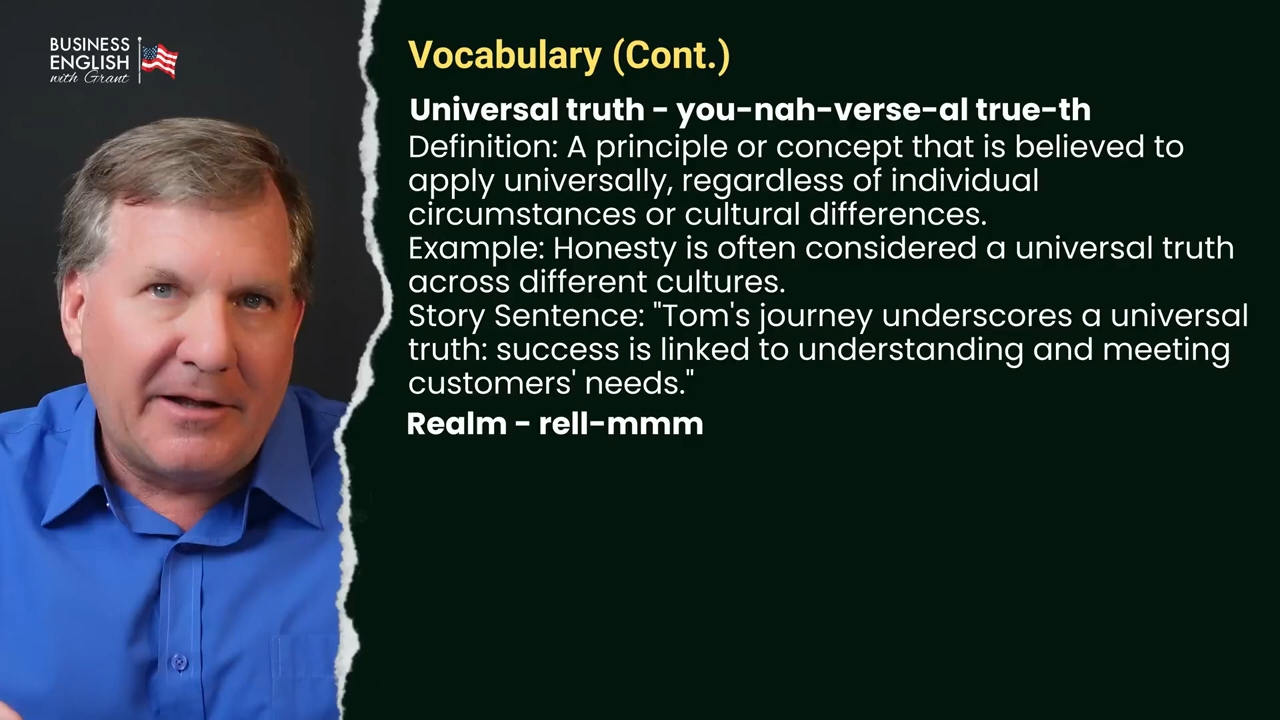 BUSINESS
ENGLISH
with Grant
Vocabulary (Cont.)
Universal truth - you-nah-verse-al true-th
Definition: A principle or concept that is believed to
apply universally, regardless of individual
circumstances or cultural differences.
Example: Honesty is often considered a universal truth
across different cultures.
Story Sentence: "Tom's journey underscores a universal
truth: success is linked to understanding and meeting
customers' needs."
Realm - rell-mmm